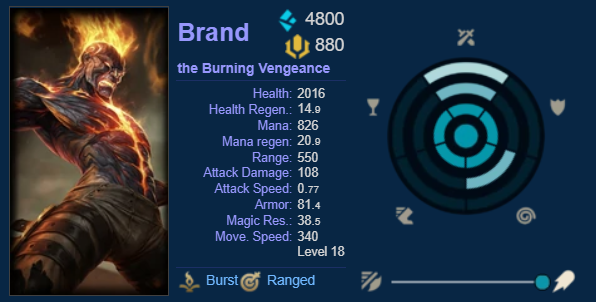 Brand
4800
880
the Burning Vengeance
Health: 2016
Health Regen.: 14.9
Mana: 826
Mana regen: 20.9
Range: 550
Attack Damage: 108
Attack Speed: 0.77
Armor: 81.4
Magic Res.: 38.5
Move. Speed: 340
Level 18
Burst Ranged